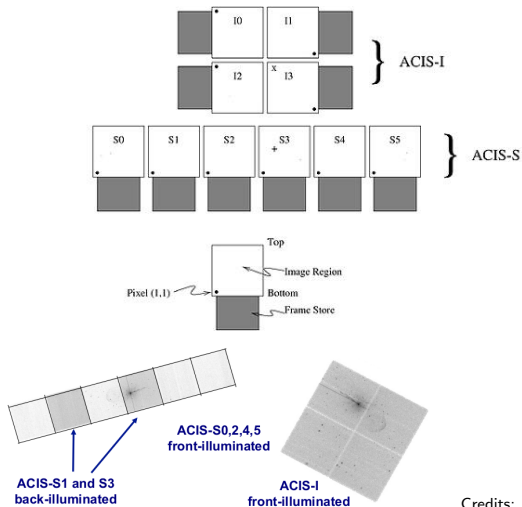 I0 I1
ACIS-I
I2 x I3
S0 S1 S2 S3 S4 S5
+
ACIS-S
Top
Image Region
Pixel (1,1) Bottom
Frame Store
ACIS-S0,2,4,5
front-illuminated
ACIS-S1 and S3
back-illuminated
ACIS-I
front-illuminated
Credits: